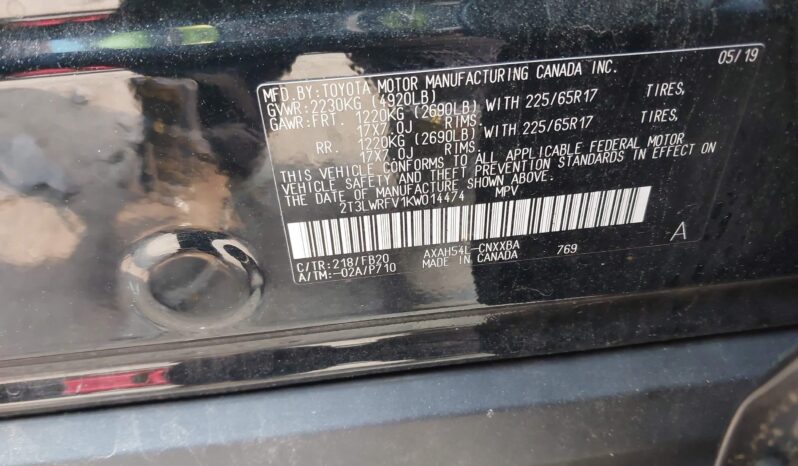 05/19
MFD.BY:TOYOTA MOTOR MANUFACTURING CANADA INC.
GVWR:2230KG (4920LB)
GAWR:FRT. 1220KG (2690LB) WITH 225/65R17 TIRES,
17X7.0J RIMS,
RR. 1220KG (2690LB) WITH 225/65R17 TIRES,
17X7.0J RIMS.
THIS VEHICLE CONFORMS TO ALL APPLICABLE FEDERAL MOTOR
VEHICLE SAFETY AND THEFT PREVENTION STANDARDS IN EFFECT ON
THE DATE OF MANUFACTURE SHOWN ABOVE.
2T3LWRFV1KW014474 MPV
C/TR:218/FB20 AXAH54L-CNXXBA 769 A
A/TM:-02A/P710 MADE IN CANADA